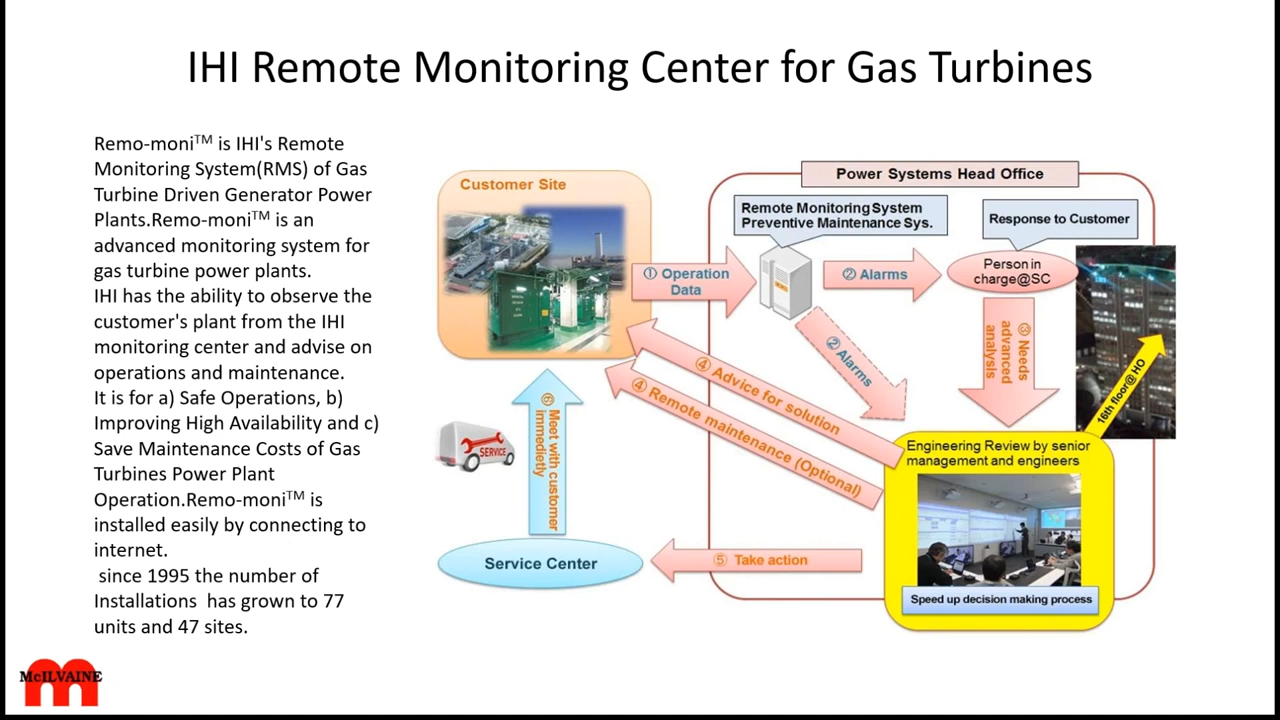 IHI Remote Monitoring Center for Gas Turbines
Remo-moni™ is IHI's Remote
Monitoring System(RMS) of Gas
Turbine Driven Generator Power
Plants.Remo-moni™ is an
advanced monitoring system for
gas turbine power plants.
IHI has the ability to observe the
customer's plant from the IHI
monitoring center and advise on
operations and maintenance.
It is for a) Safe Operations, b)
Improving High Availability and c)
Save Maintenance Costs of Gas
Turbines Power Plant
Operation.Remo-moni™ is
installed easily by connecting to
internet.
since 1995 the number of
Installations has grown to 77
units and 47 sites.
Customer Site
Power Systems Head Office
Remote Monitoring System
Preventive Maintenance Sys.
Response to Customer
① Operation
Data
② Alarms
Person in
charge@SC
② Alarms
③ Needs
advanced
analysis
16th floor@ HO
④ Advice for solution
④ Remote maintenance (Optional)
Engineering Review by senior
management and engineers
Speed up decision making process
⑤ Take action
Service Center
⑥ Meet with customer
immedietly
SERVICE
McILVAINE